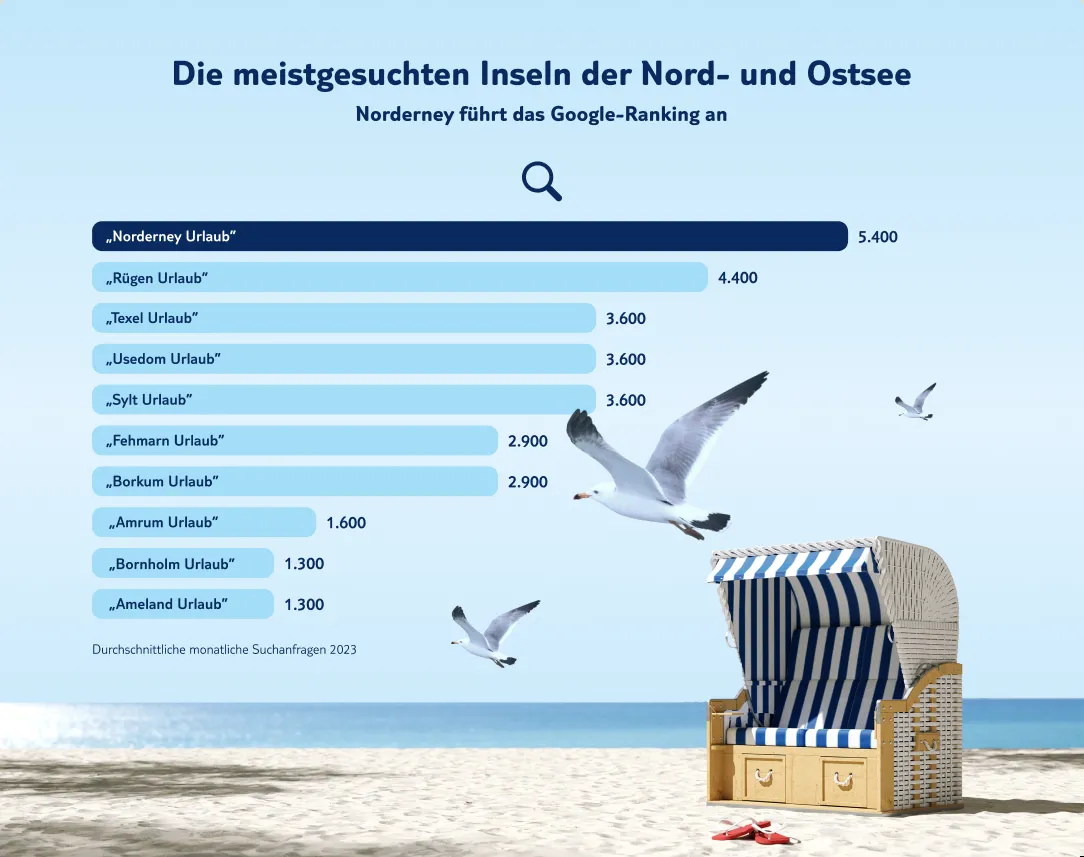 Die meistgesuchten Inseln der Nord- und Ostsee
Norderney führt das Google-Ranking an
„Norderney Urlaub” 5.400
„Rügen Urlaub” 4.400
„Texel Urlaub” 3.600
„Usedom Urlaub” 3.600
„Sylt Urlaub” 3.600
„Fehmarn Urlaub” 2.900
„Borkum Urlaub” 2.900
„Amrum Urlaub” 1.600
„Bornholm Urlaub” 1.300
„Ameland Urlaub” 1.300
Durchschnittliche monatliche Suchanfragen 2023